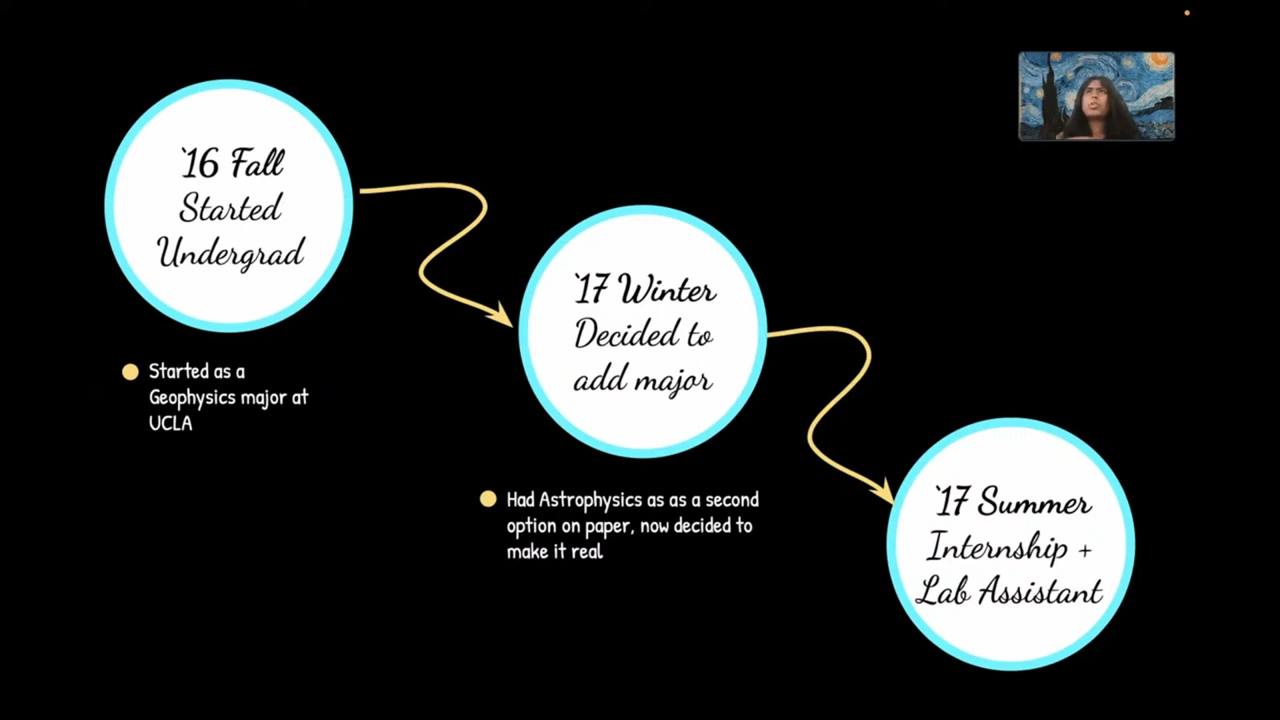 `16 Fall
Started
Undergrad
Started as a
Geophysics major at
UCLA
`17 Winter
Decided to
add major
Had Astrophysics as as a second
option on paper, now decided to
make it real
`17 Summer
Internship +
Lab Assistant